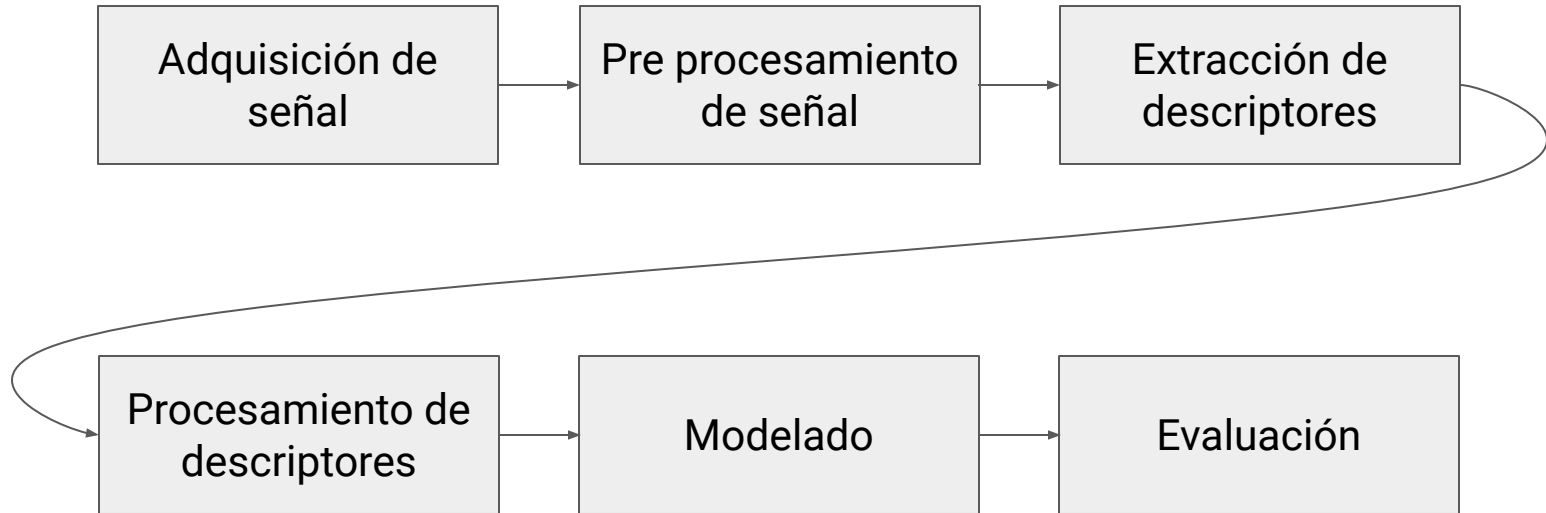 Adquisición de
señal
Pre procesamiento
de señal
Extracción de
descriptores
Procesamiento de
descriptores
Modelado
Evaluación